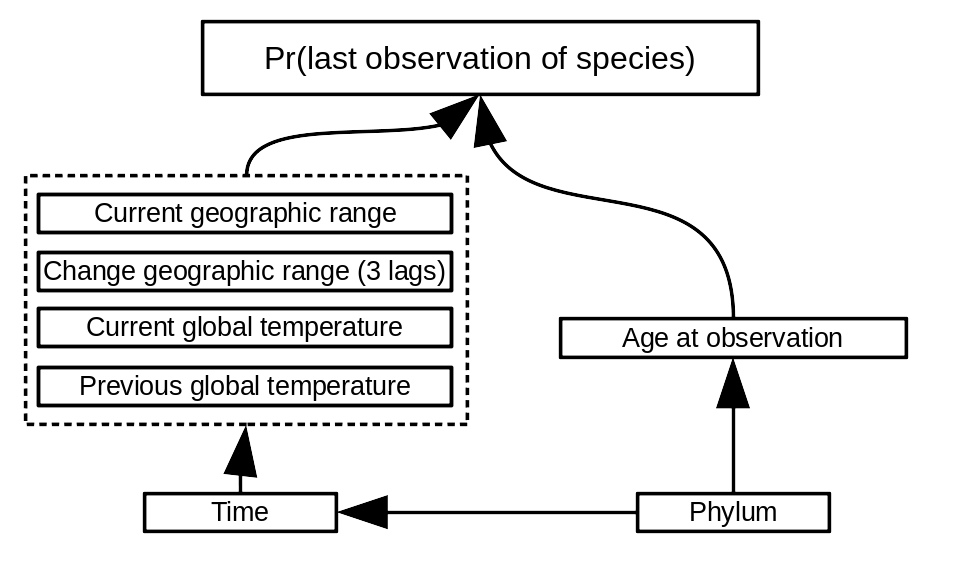 Pr(last observation of species)
Current geographic range
Change geographic range (3 lags)
Current global temperature
Previous global temperature
Age at observation
Time
Phylum